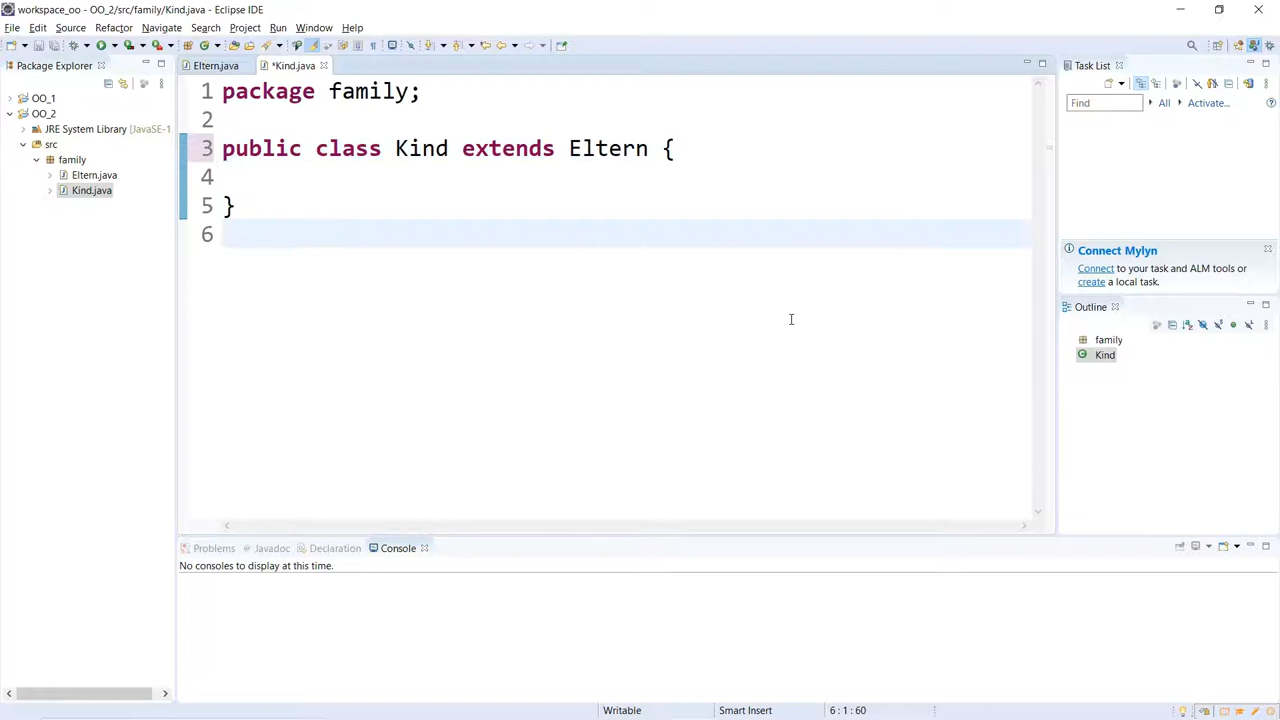 workspace_oo - OO_2/src/family/Kind.java - Eclipse IDE
File Edit Source Refactor Navigate Search Project Run Window Help
Package Explorer
Eltern.java
*Kind.java
Task List
OO_1
OO_2
JRE System Library [JavaSE-1
src
family
Eltern.java
Kind.java
1 package family;
2
3 public class Kind extends Eltern {
4
5 }
6
Find
All
Activate...
Connect Mylyn
Connect to your task and ALM tools or
create a local task.
Outline
family
Kind
Problems
Javadoc
Declaration
Console
No consoles to display at this time.
Writable
Smart Insert
6 : 1 : 60